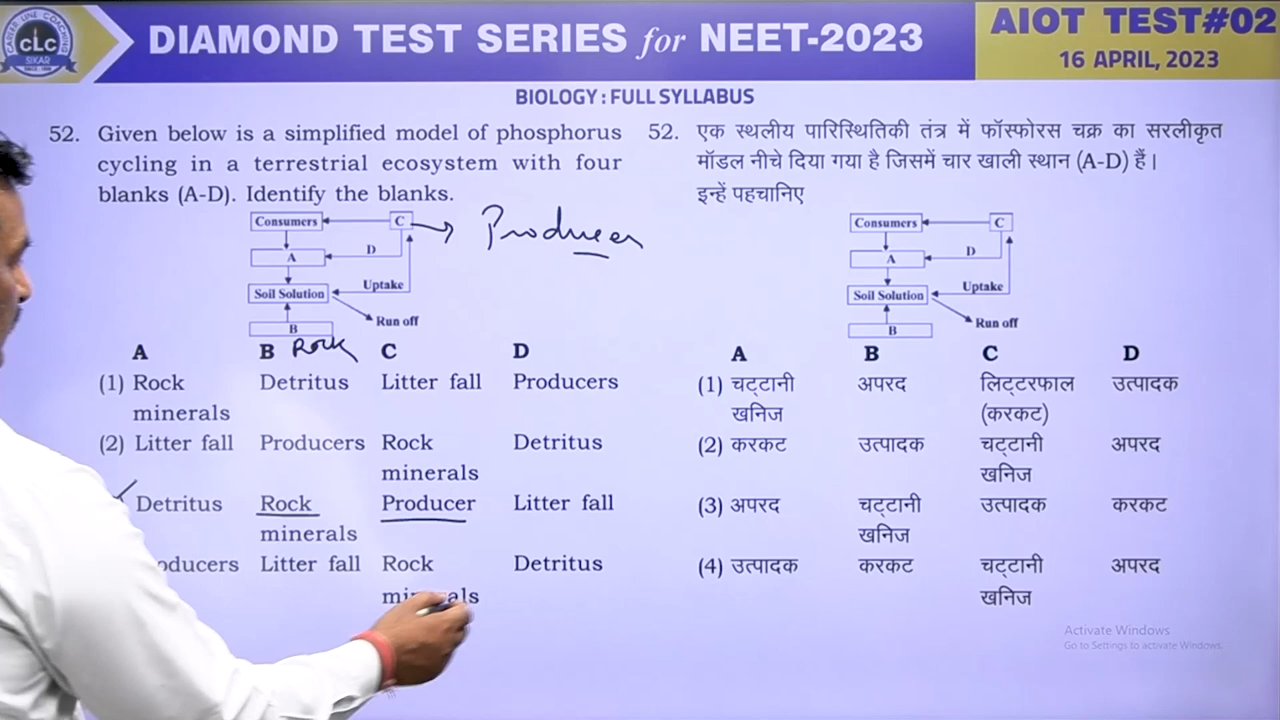 CAREER LINE COACHING
CLC
SIKAR
DIAMOND TEST SERIES for NEET-2023
AIOT TEST#02
16 APRIL, 2023
BIOLOGY : FULL SYLLABUS
52. Given below is a simplified model of phosphorus
cycling in a terrestrial ecosystem with four
blanks (A-D). Identify the blanks.
Consumers C Producer
A D
Soil Solution Uptake
Run off
B
Rock
A B C D
(1) Rock Detritus Litter fall Producers
minerals
(2) Litter fall Producers Rock Detritus
minerals
Detritus Rock Producer Litter fall
minerals
oducers Litter fall Rock Detritus
52. एक स्थलीय पारिस्थितिकी तंत्र में फॉस्फोरस चक्र का सरलीकृत
मॉडल नीचे दिया गया है जिसमें चार खाली स्थान (A-D) हैं।
इन्हें पहचानिए
Consumers C
A D
Soil Solution Uptake
Run off
B
A B C D
(1) चट्टानी अपरद लिट्टरफाल उत्पादक
खनिज (करकट)
(2) करकट उत्पादक चट्टानी अपरद
खनिज
(3) अपरद चट्टानी उत्पादक करकट
खनिज
(4) उत्पादक करकट चट्टानी अपरद
खनिज
Activate Windows
Go to Settings to activate Windows.